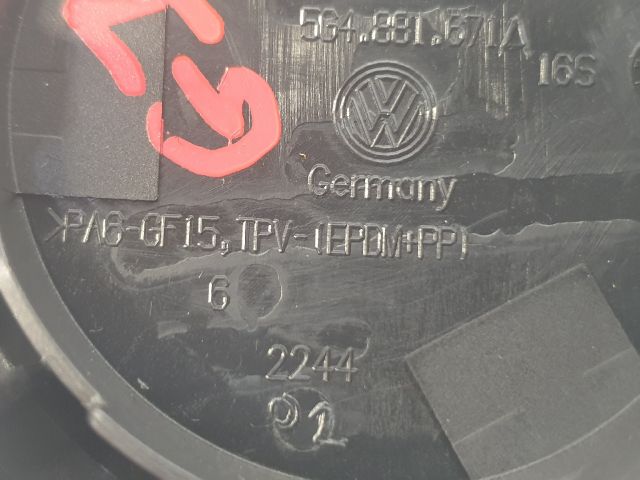 5G4.881.671A
16S
Germany
>PA6-GF15,TPV-(EPDM+PP)
6
2244